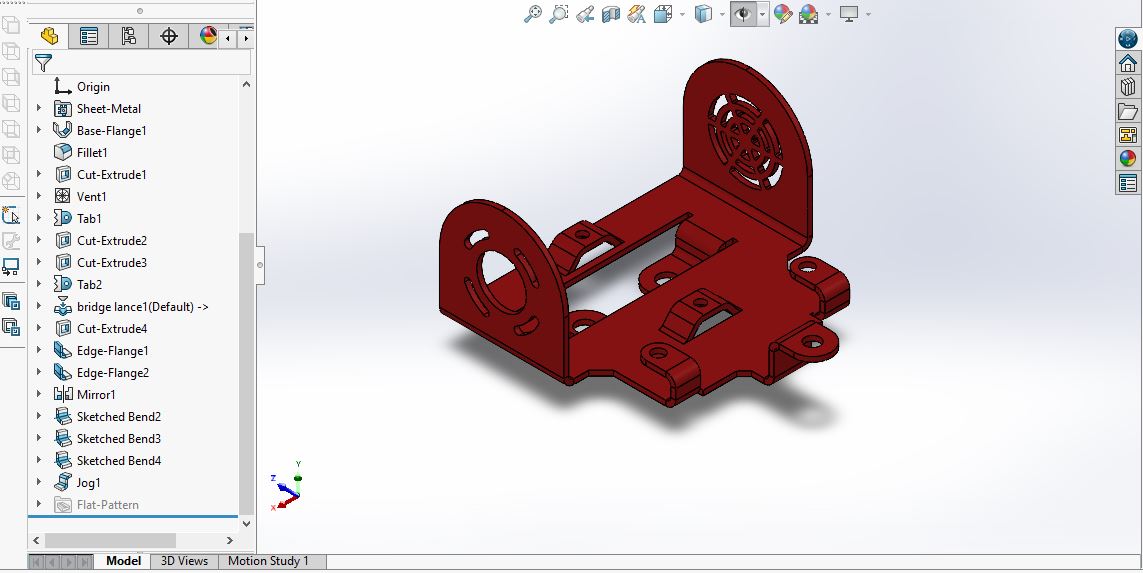 Origin
Sheet-Metal
Base-Flange1
Fillet1
Cut-Extrude1
Vent1
Tab1
Cut-Extrude2
Cut-Extrude3
Tab2
bridge lance1(Default) ->
Cut-Extrude4
Edge-Flange1
Edge-Flange2
Mirror1
Sketched Bend2
Sketched Bend3
Sketched Bend4
Jog1
Flat-Pattern
Y
Z
X
Model
3D Views
Motion Study 1